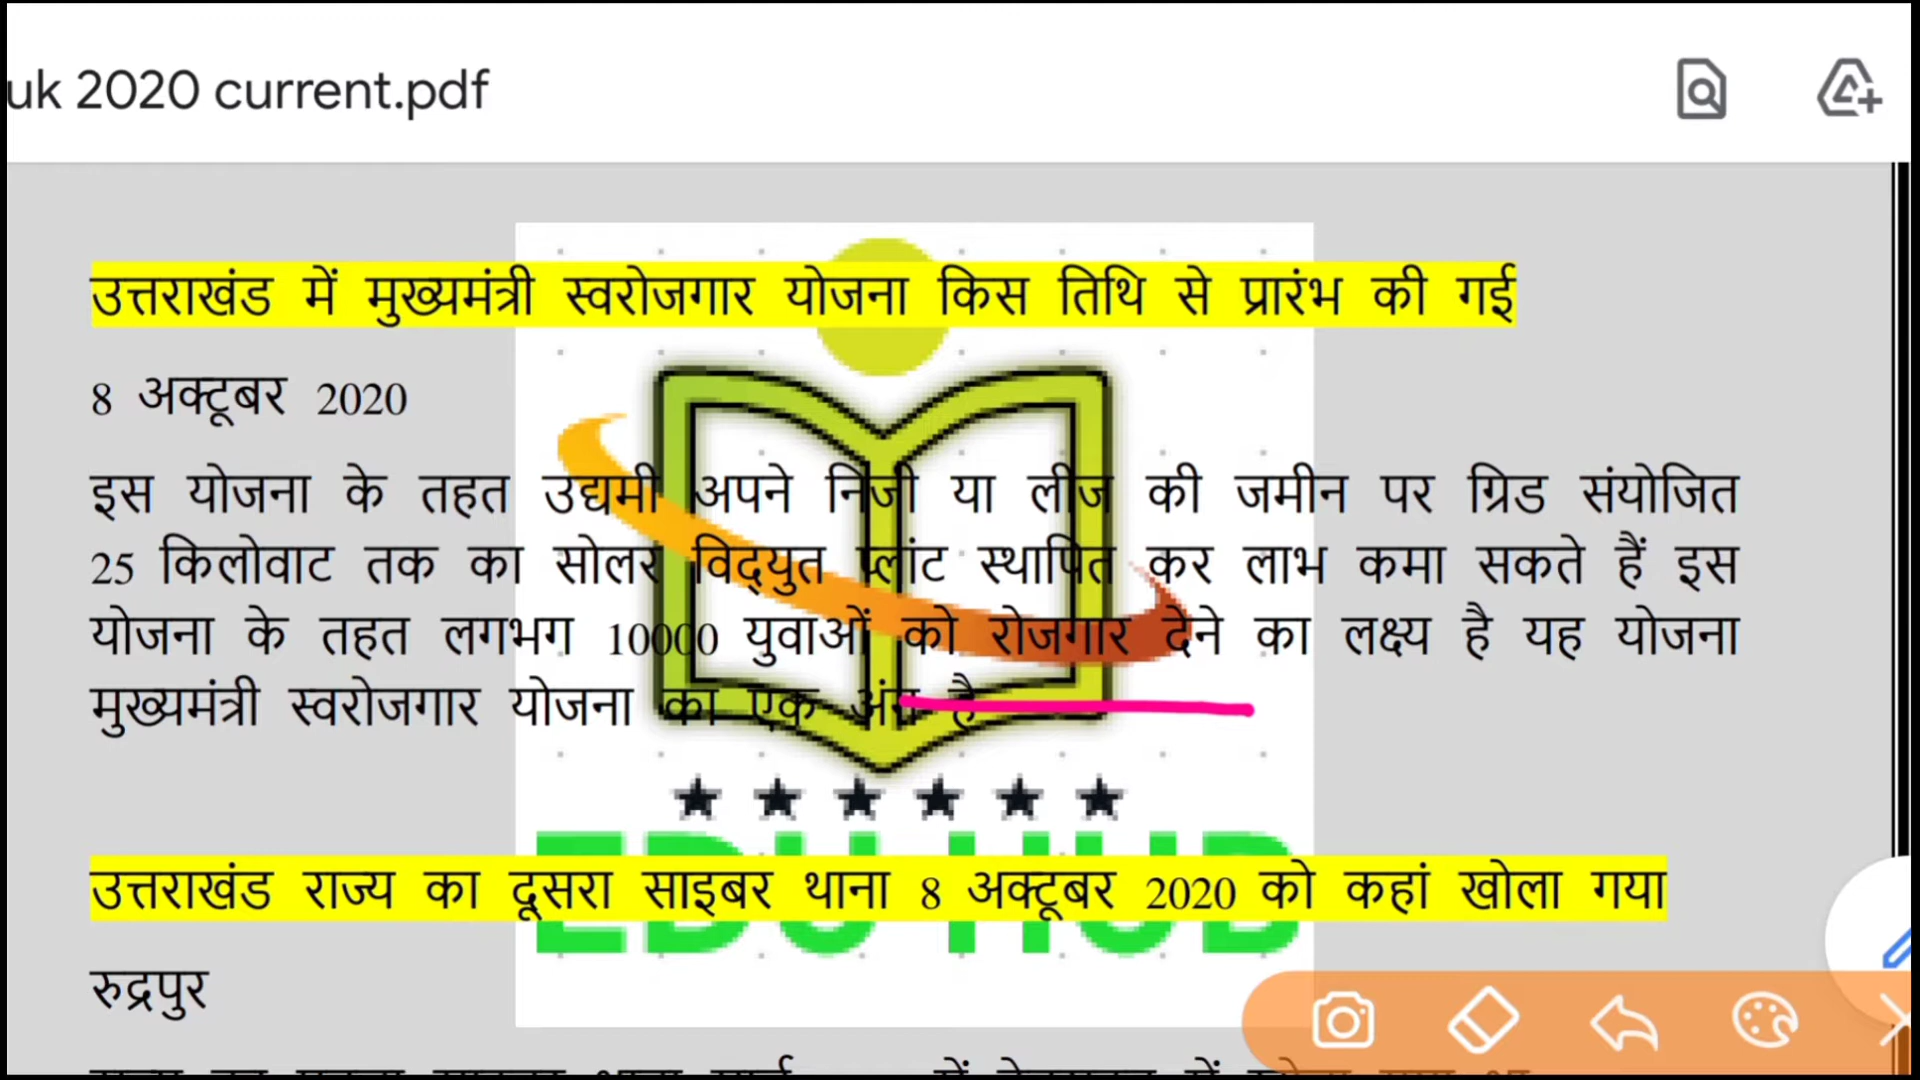 uk 2020 current.pdf
उत्तराखंड में मुख्यमंत्री स्वरोजगार योजना किस तिथि से प्रारंभ की गई
8 अक्टूबर 2020
इस योजना के तहत उद्यमी अपने निजी या लीज की जमीन पर ग्रिड संयोजित
25 किलोवाट तक का सोलर विद्युत प्लांट स्थापित कर लाभ कमा सकते हैं इस
योजना के तहत लगभग 10000 युवाओं को रोजगार देने का लक्ष्य है यह योजना
मुख्यमंत्री स्वरोजगार योजना का एक अंग है
उत्तराखंड राज्य का दूसरा साइबर थाना 8 अक्टूबर 2020 को कहां खोला गया
EDU HUB
रुद्रपुर